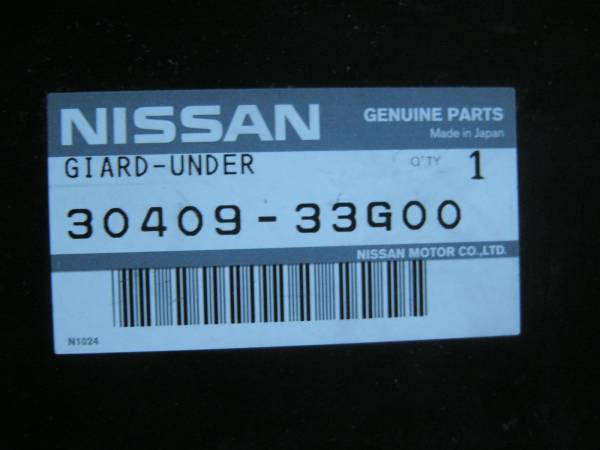 NISSAN
GENUINE PARTS
Made in Japan
GIARD-UNDER
Q'TY 1
30409-33G00
NISSAN MOTOR CO.,LTD.
N1024